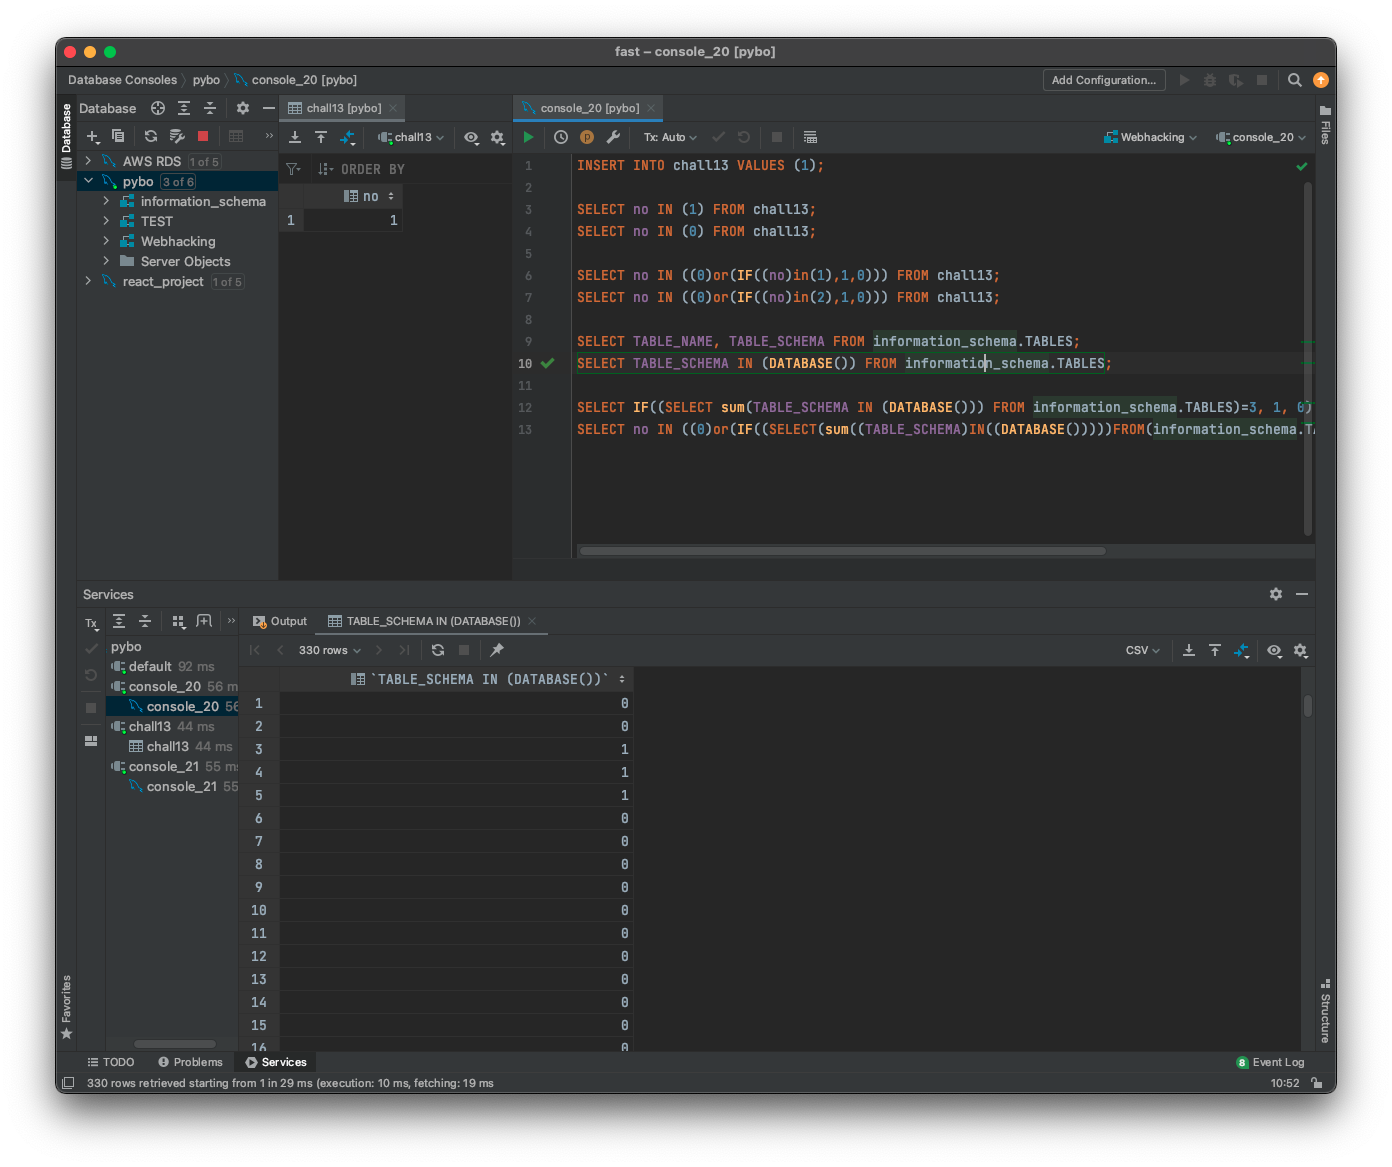 fast – console_20 [pybo]
Database Consoles pybo console_20 [pybo]
Add Configuration...
Database
chall13 [pybo]
console_20 [pybo]
Database
Files
chall13
Tx: Auto
Webhacking
console_20
AWS RDS 1 of 5
pybo 3 of 6
information_schema
TEST
Webhacking
Server Objects
react_project 1 of 5
ORDER BY
no
1 1
1 INSERT INTO chall13 VALUES (1);
2
3 SELECT no IN (1) FROM chall13;
4 SELECT no IN (0) FROM chall13;
5
6 SELECT no IN ((0)or(IF((no)in(1),1,0))) FROM chall13;
7 SELECT no IN ((0)or(IF((no)in(2),1,0))) FROM chall13;
8
9 SELECT TABLE_NAME, TABLE_SCHEMA FROM information_schema.TABLES;
10 SELECT TABLE_SCHEMA IN (DATABASE()) FROM information_schema.TABLES;
11
12 SELECT IF((SELECT sum(TABLE_SCHEMA IN (DATABASE())) FROM information_schema.TABLES)=3, 1, 0)
13 SELECT no IN ((0)or(IF((SELECT(sum((TABLE_SCHEMA)IN((DATABASE()))))FROM(information_schema.TA
Services
Tx
pybo
default 92 ms
console_20 56 m
console_20 56
chall13 44 ms
chall13 44 ms
console_21 55 ms
console_21 55
Output
TABLE_SCHEMA IN (DATABASE())
330 rows
CSV
`TABLE_SCHEMA IN (DATABASE())`
1 0
2 0
3 1
4 1
5 1
6 0
7 0
8 0
9 0
10 0
11 0
12 0
13 0
14 0
15 0
16 0
Favorites
Structure
TODO
Problems
Services
8 Event Log
330 rows retrieved starting from 1 in 29 ms (execution: 10 ms, fetching: 19 ms
10:52